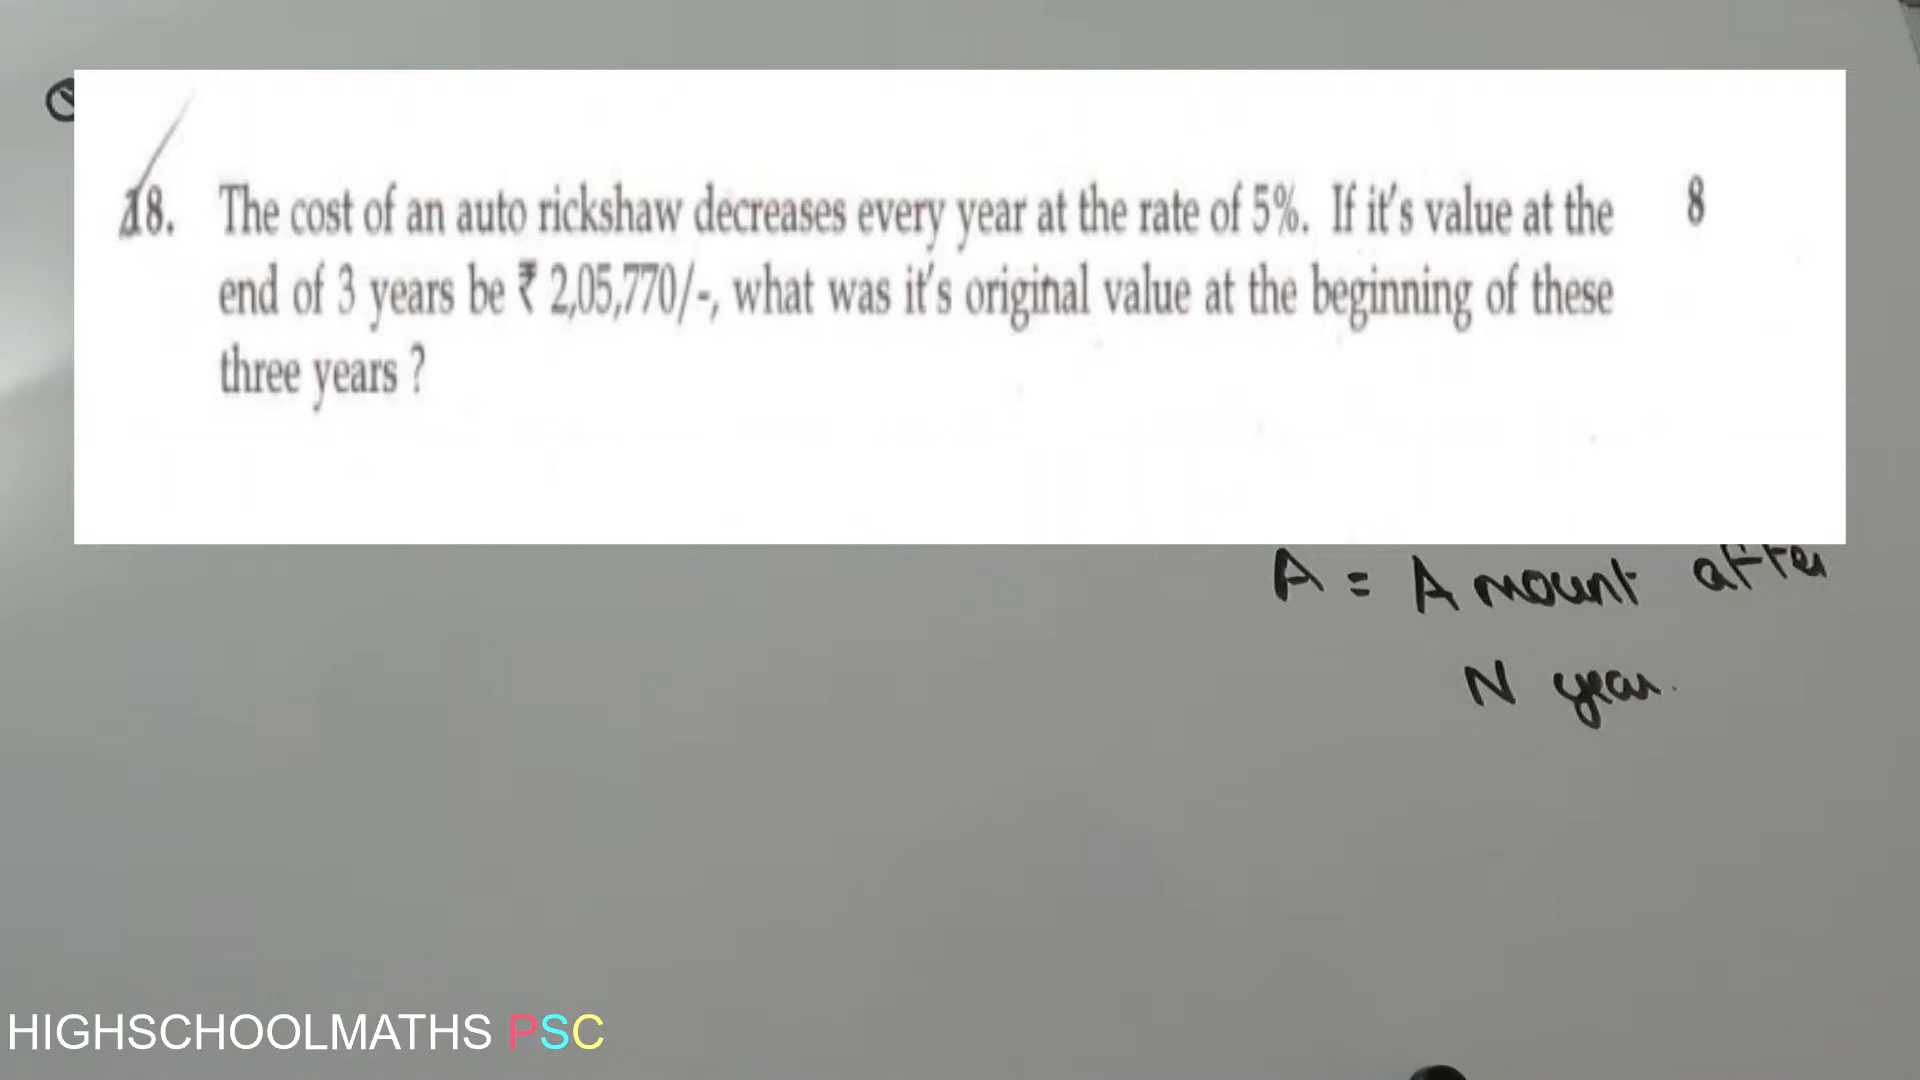 18. The cost of an auto rickshaw decreases every year at the rate of 5%. If it's value at the 8
end of 3 years be ₹ 2,05,770/-, what was it's original value at the beginning of these
three years ?
A = Amount after
N year.
HIGHSCHOOLMATHS PSC